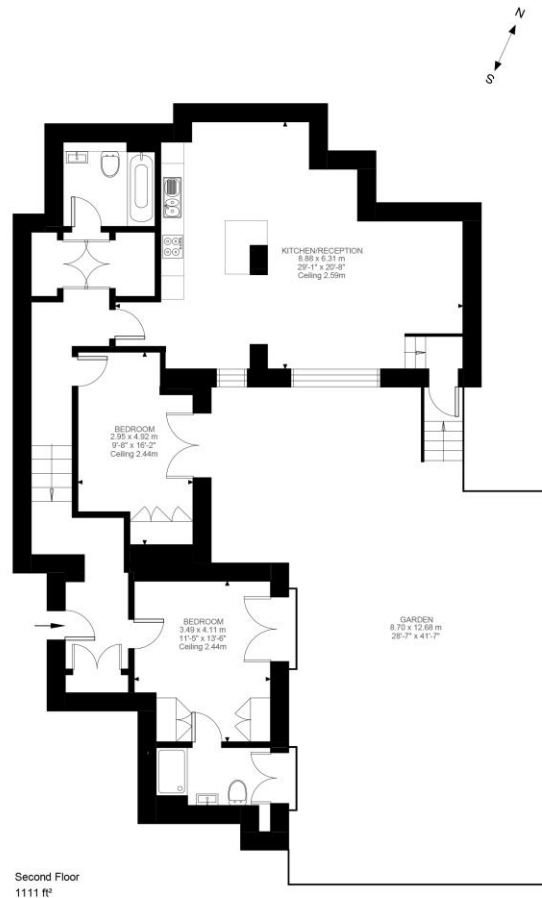 N
S
KITCHEN/RECEPTION
8.88 x 6.31 m
29'-1" x 20'-8"
Ceiling 2.59m
BEDROOM
2.95 x 4.92 m
9'-8" x 16'-2"
Ceiling 2.44m
BEDROOM
3.49 x 4.11 m
11'-5" x 13'-6"
Ceiling 2.44m
GARDEN
8.70 x 12.68 m
28'-7" x 41'-7"
Second Floor
1111 ft²